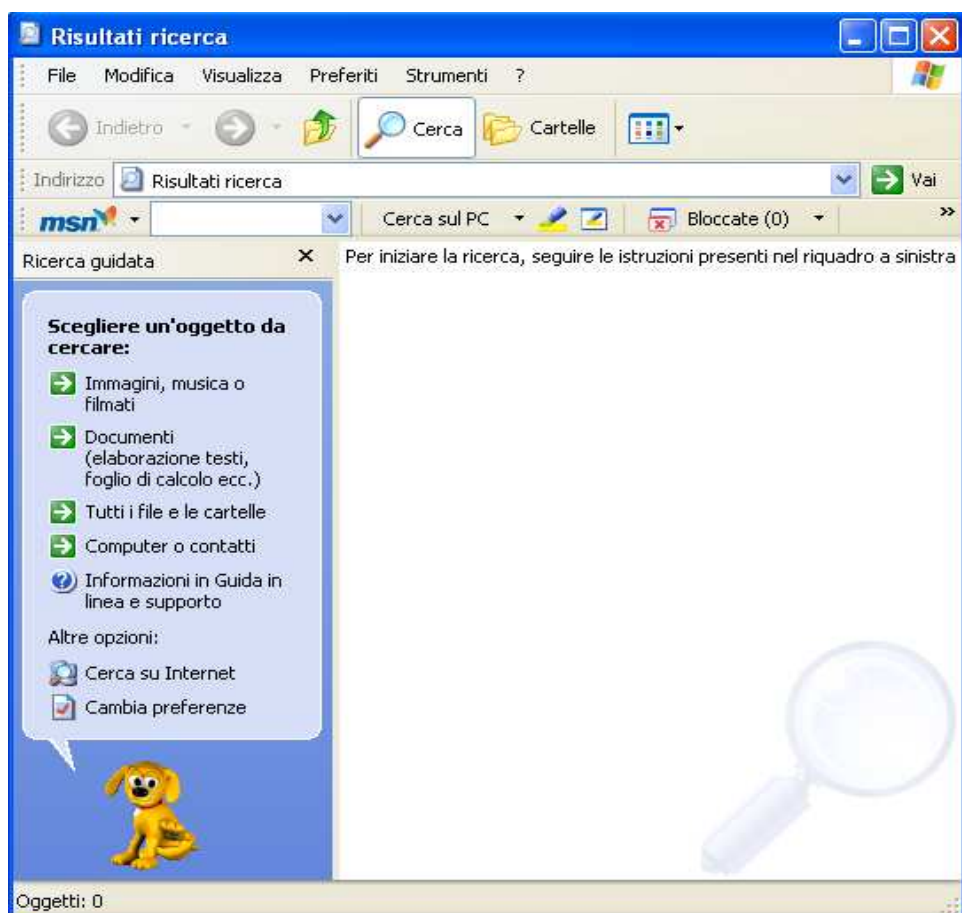 Risultati ricerca
File Modifica Visualizza Preferiti Strumenti ?
Indietro Cerca Cartelle
Indirizzo Risultati ricerca Vai
msn Cerca sul PC Bloccate (0) »
Ricerca guidata X
Per iniziare la ricerca, seguire le istruzioni presenti nel riquadro a sinistra
Scegliere un'oggetto da
cercare:
Immagini, musica o
filmati
Documenti
(elaborazione testi,
foglio di calcolo ecc.)
Tutti i file e le cartelle
Computer o contatti
Informazioni in Guida in
linea e supporto
Altre opzioni:
Cerca su Internet
Cambia preferenze
Oggetti: 0